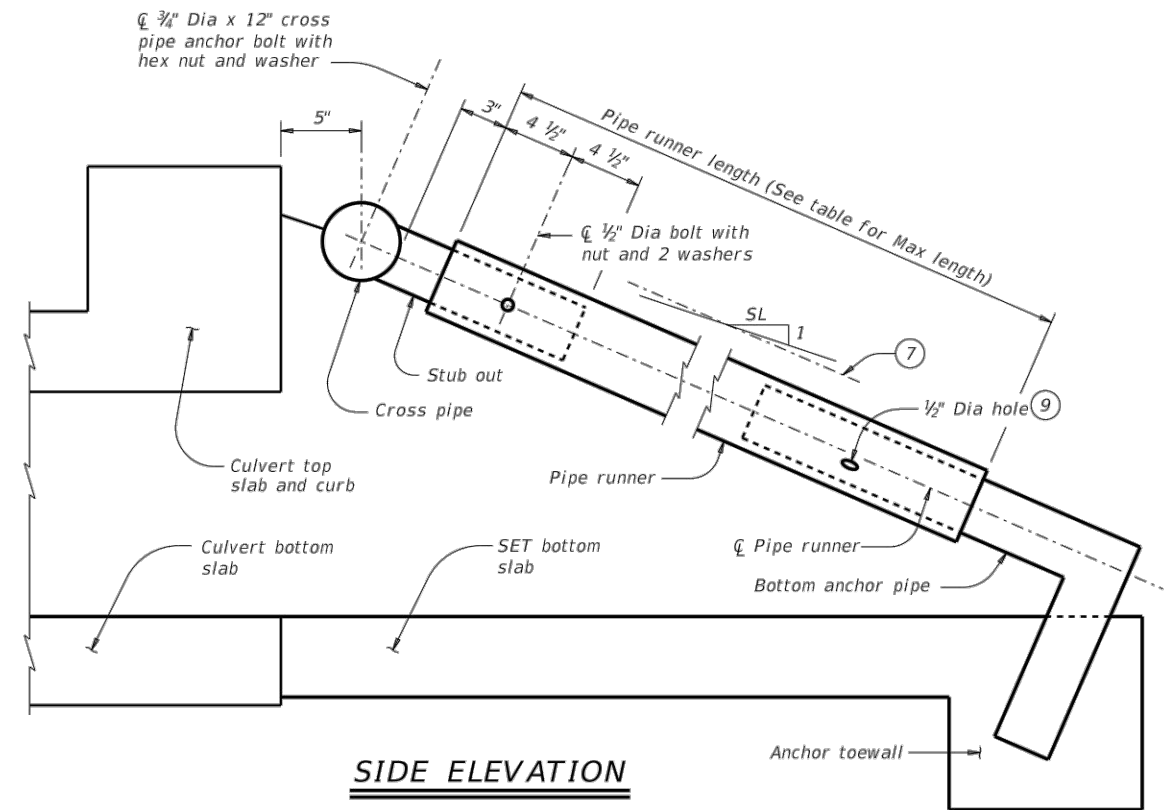 ℄ ¾" Dia x 12" cross
pipe anchor bolt with
hex nut and washer
5"
3"
4 ½"
4 ½"
Pipe runner length (See table for Max length)
℄ ½" Dia bolt with
nut and 2 washers
SL
1
7
½" Dia hole 9
Stub out
Cross pipe
Culvert top
slab and curb
Pipe runner
Culvert bottom
slab
SET bottom
slab
℄ Pipe runner
Bottom anchor pipe
Anchor toewall
SIDE ELEVATION